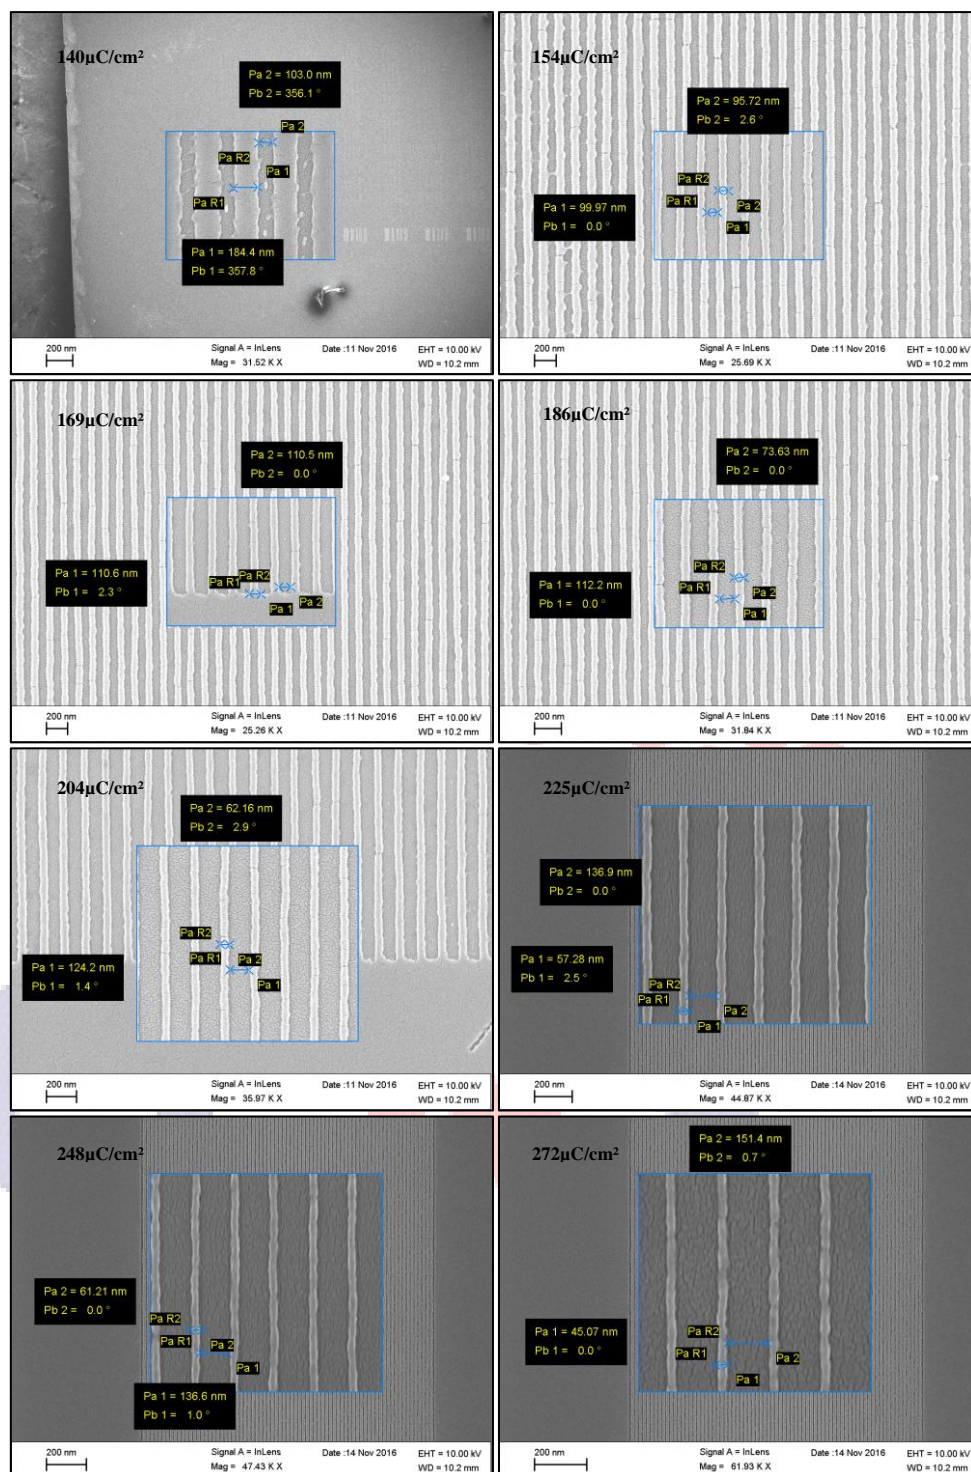 140µC/cm²
Pa 2 = 103.0 nm
Pb 2 = 356.1 °
Pa 2
Pa R2
Pa 1
Pa R1
Pa 1 = 184.4 nm
Pb 1 = 357.8 °
200 nm
Signal A = InLens
Date :11 Nov 2016
EHT = 10.00 kV
Mag = 31.52 K X
WD = 10.2 mm
154µC/cm²
Pa 2 = 95.72 nm
Pb 2 = 2.6 °
Pa R2
Pa R1
Pa 1 = 99.97 nm
Pb 1 = 0.0 °
Pa 2
Pa 1
200 nm
Signal A = InLens
Date :11 Nov 2016
EHT = 10.00 kV
Mag = 25.69 K X
WD = 10.2 mm
169µC/cm²
Pa 2 = 110.5 nm
Pb 2 = 0.0 °
Pa 1 = 110.6 nm
Pb 1 = 2.3 °
Pa R2
Pa R1
Pa 2
Pa 1
200 nm
Signal A = InLens
Date :11 Nov 2016
EHT = 10.00 kV
Mag = 25.26 K X
WD = 10.2 mm
186µC/cm²
Pa 2 = 73.63 nm
Pb 2 = 0.0 °
Pa R2
Pa 1 = 112.2 nm
Pb 1 = 0.0 °
Pa R1
Pa 2
Pa 1
200 nm
Signal A = InLens
Date :11 Nov 2016
EHT = 10.00 kV
Mag = 31.84 K X
WD = 10.2 mm
204µC/cm²
Pa 2 = 62.16 nm
Pb 2 = 2.9 °
Pa R2
Pa 1 = 124.2 nm
Pb 1 = 1.4 °
Pa R1
Pa 2
Pa 1
200 nm
Signal A = InLens
Date :11 Nov 2016
EHT = 10.00 kV
Mag = 35.97 K X
WD = 10.2 mm
225µC/cm²
Pa 2 = 136.9 nm
Pb 2 = 0.0 °
Pa 1 = 57.28 nm
Pb 1 = 2.5 °
Pa R2
Pa R1
Pa 2
Pa 1
200 nm
Signal A = InLens
Date :14 Nov 2016
EHT = 10.00 kV
Mag = 44.87 K X
WD = 10.2 mm
248µC/cm²
Pa 2 = 61.21 nm
Pb 2 = 0.0 °
Pa R2
Pa R1
Pa 2
Pa 1
Pa 1 = 136.6 nm
Pb 1 = 1.0 °
200 nm
Signal A = InLens
Date :14 Nov 2016
EHT = 10.00 kV
Mag = 47.43 K X
WD = 10.2 mm
272µC/cm²
Pa 2 = 151.4 nm
Pb 2 = 0.7 °
Pa 1 = 45.07 nm
Pb 1 = 0.0 °
Pa R2
Pa R1
Pa 2
Pa 1
200 nm
Signal A = InLens
Date :14 Nov 2016
EHT = 10.00 kV
Mag = 61.93 K X
WD = 10.2 mm